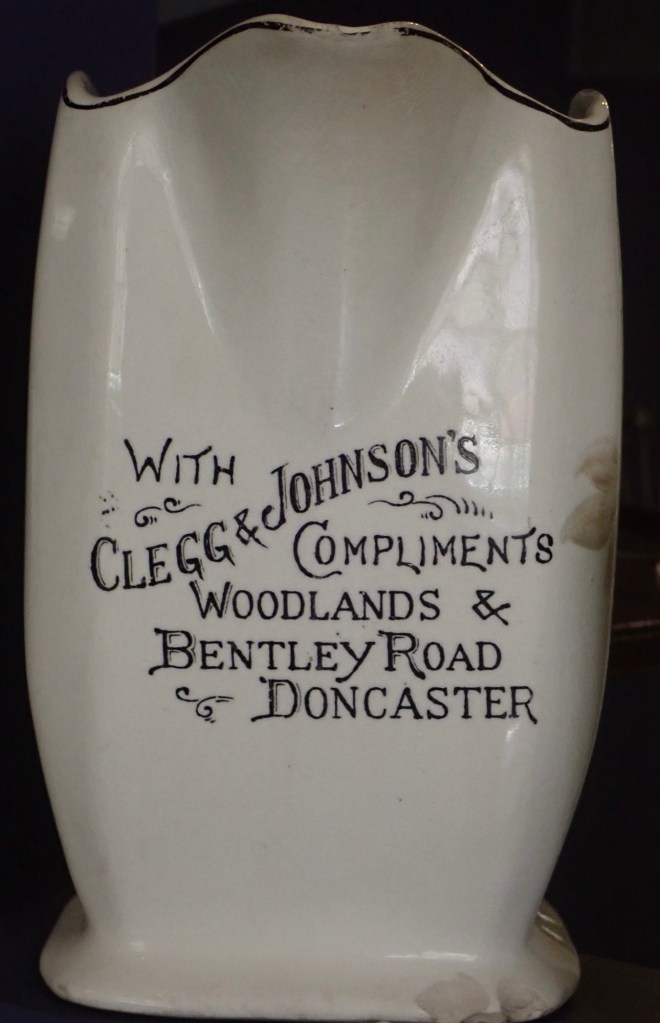 WITH
CLEGG & JOHNSON'S
COMPLIMENTS
WOODLANDS &
BENTLEY ROAD
DONCASTER